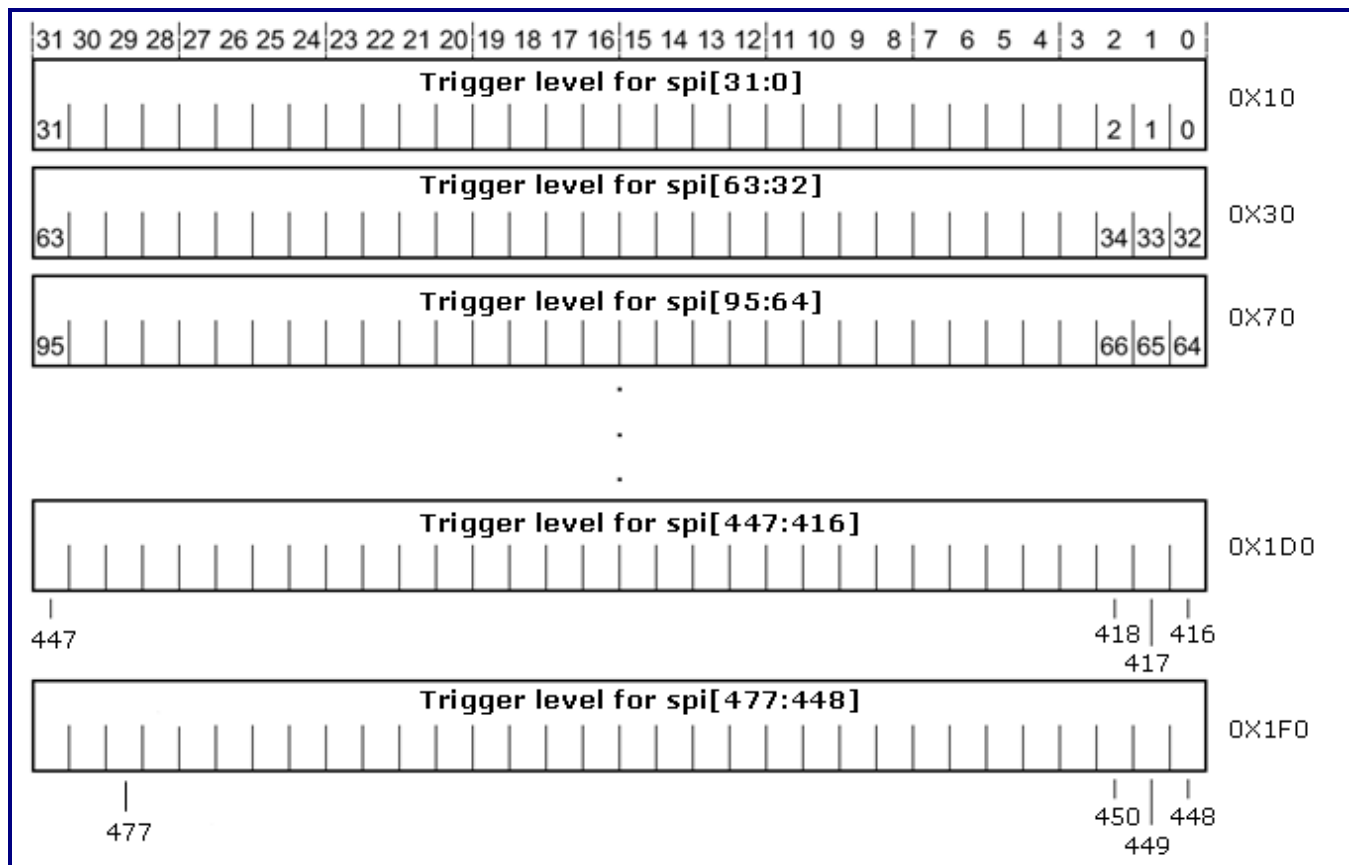 31 30 29 28 27 26 25 24 23 22 21 20 19 18 17 16 15 14 13 12 11 10 9 8 7 6 5 4 3 2 1 0
Trigger level for spi[31:0]
0X10
31 2 1 0
Trigger level for spi[63:32]
0X30
63 34 33 32
Trigger level for spi[95:64]
0X70
95 66 65 64
.
.
.
Trigger level for spi[447:416]
0X1D0
447 418 416
417
Trigger level for spi[477:448]
0X1F0
477 450 448
449